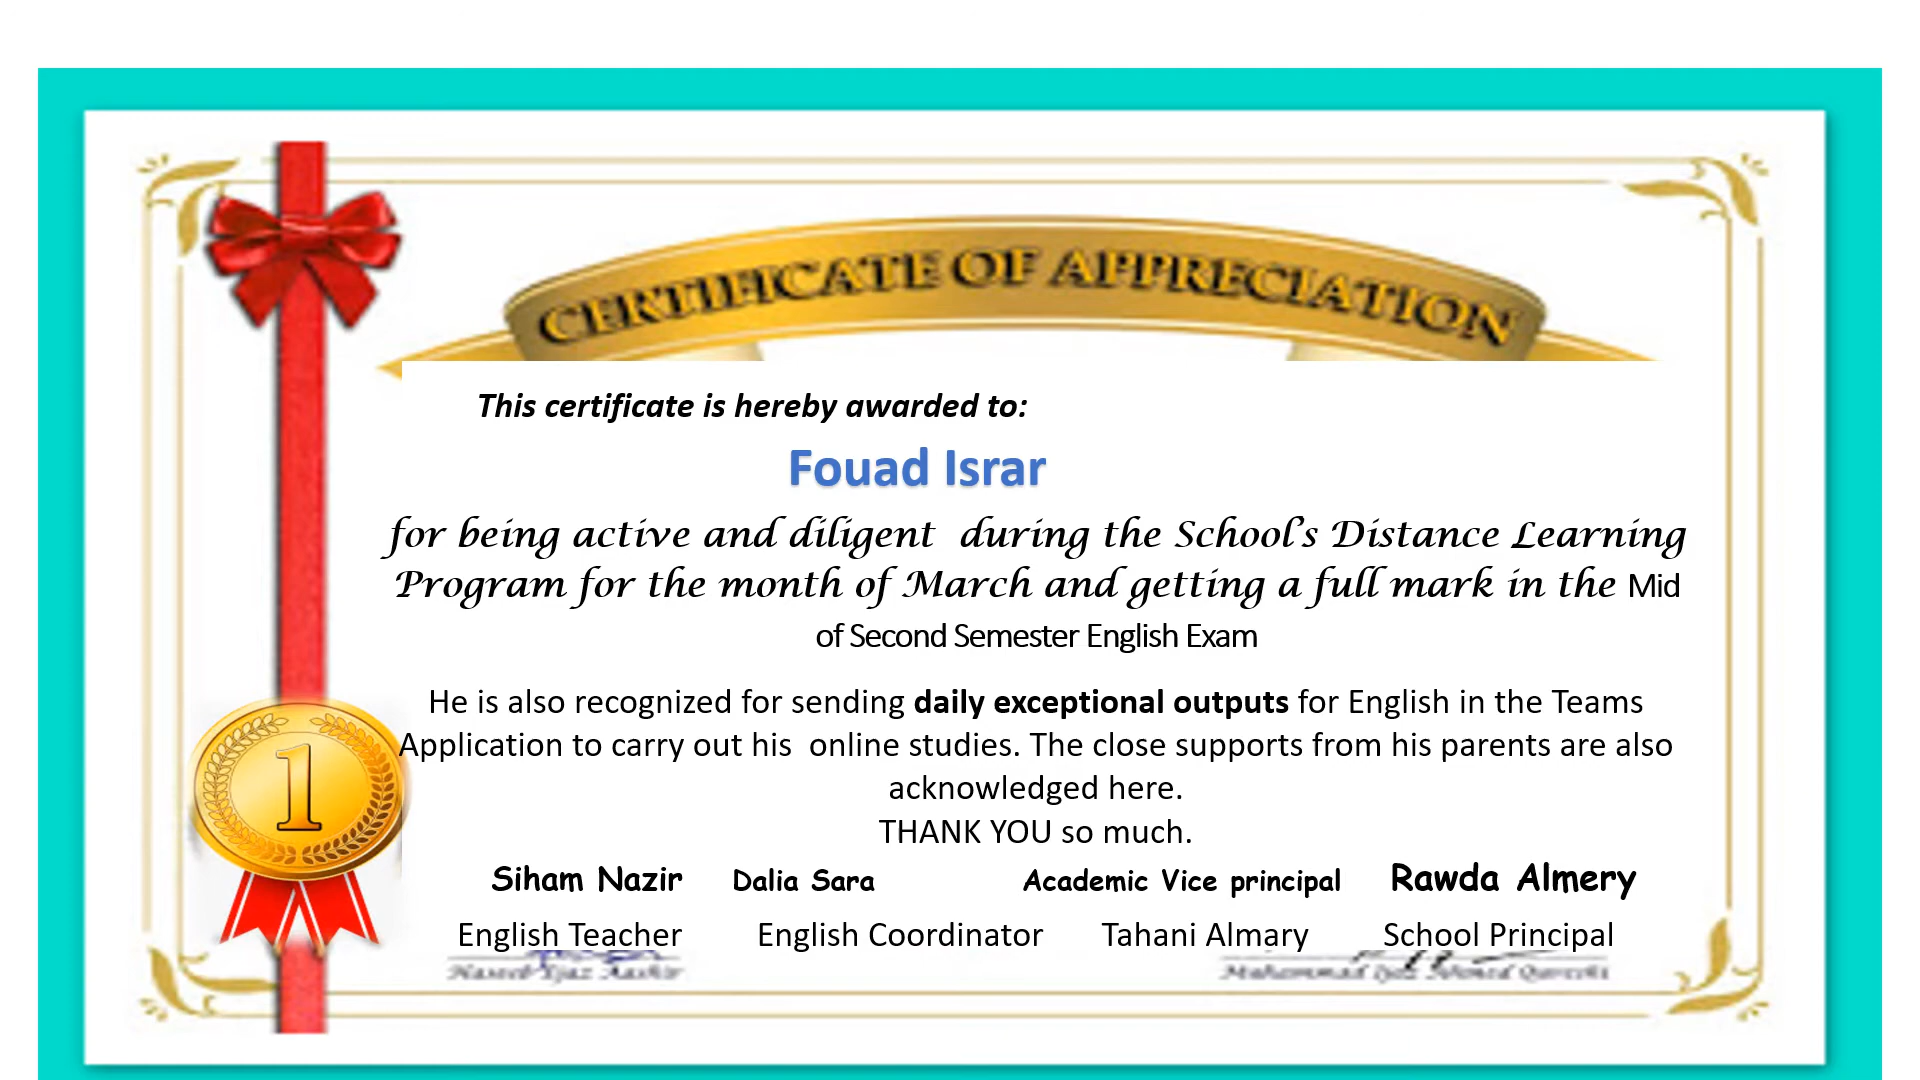 CERTIFICATE OF APPRECIATION
This certificate is hereby awarded to:
Fouad Israr
for being active and diligent  during the School's Distance Learning
Program for the month of March and getting a full mark in the Mid
of Second Semester English Exam
He is also recognized for sending daily exceptional outputs for English in the Teams
Application to carry out his  online studies. The close supports from his parents are also
acknowledged here.
THANK YOU so much.
1
Siham Nazir Dalia Sara Academic Vice principal Rawda Almery
English Teacher English Coordinator Tahani Almary School Principal
Muhammad Ahmed Qureshi